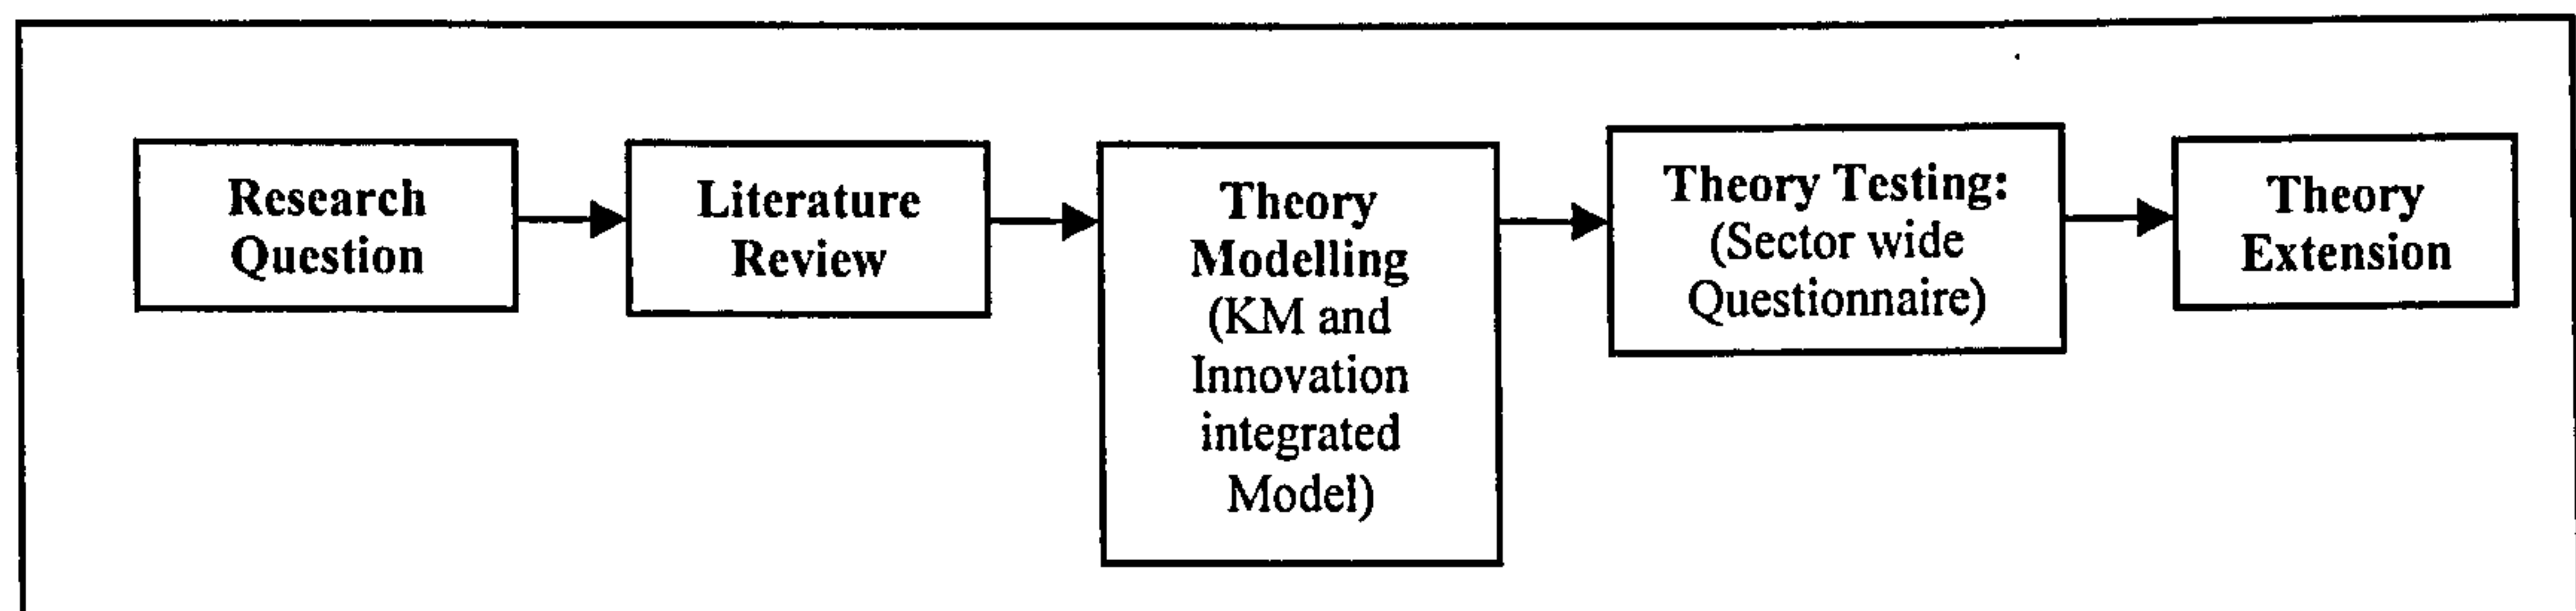 Research
Question
Literature
Review
Theory
Modelling
(KM and
Innovation
integrated
Model)
Theory Testing:
(Sector wide
Questionnaire)
Theory
Extension